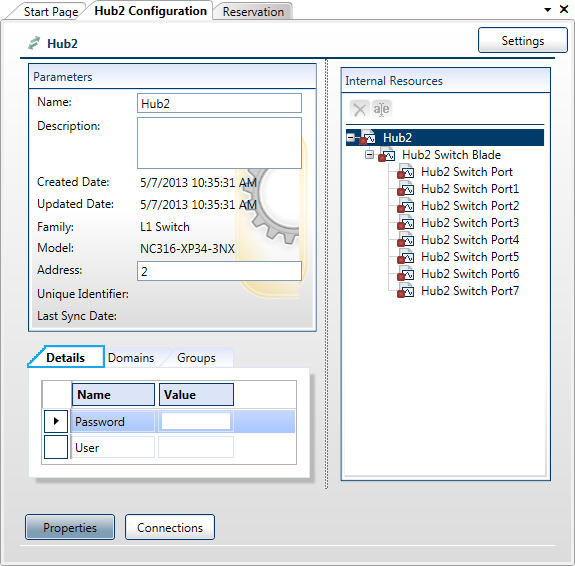 Start Page Hub2 Configuration Reservation
Hub2
Settings
Parameters
Name: Hub2
Description:
Created Date: 5/7/2013 10:35:31 AM
Updated Date: 5/7/2013 10:35:31 AM
Family: L1 Switch
Model: NC316-XP34-3NX
Address: 2
Unique Identifier:
Last Sync Date:
Details Domains Groups
Name Value
Password
User
Internal Resources
a|e
Hub2
Hub2 Switch Blade
Hub2 Switch Port
Hub2 Switch Port1
Hub2 Switch Port2
Hub2 Switch Port3
Hub2 Switch Port4
Hub2 Switch Port5
Hub2 Switch Port6
Hub2 Switch Port7
Properties Connections